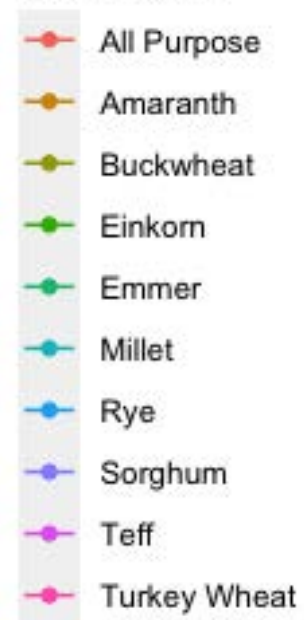 All Purpose
Amaranth
Buckwheat
Einkorn
Emmer
Millet
Rye
Sorghum
Teff
Turkey Wheat